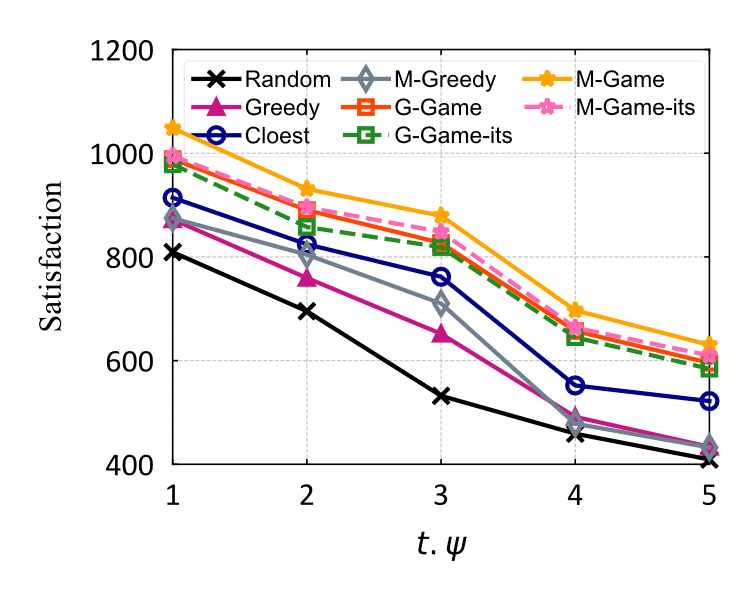 1200
Random M-Greedy M-Game
Greedy G-Game M-Game-its
Cloest G-Game-its
1000
800
600
400
Satisfaction
1 2 3 4 5
t. ψ